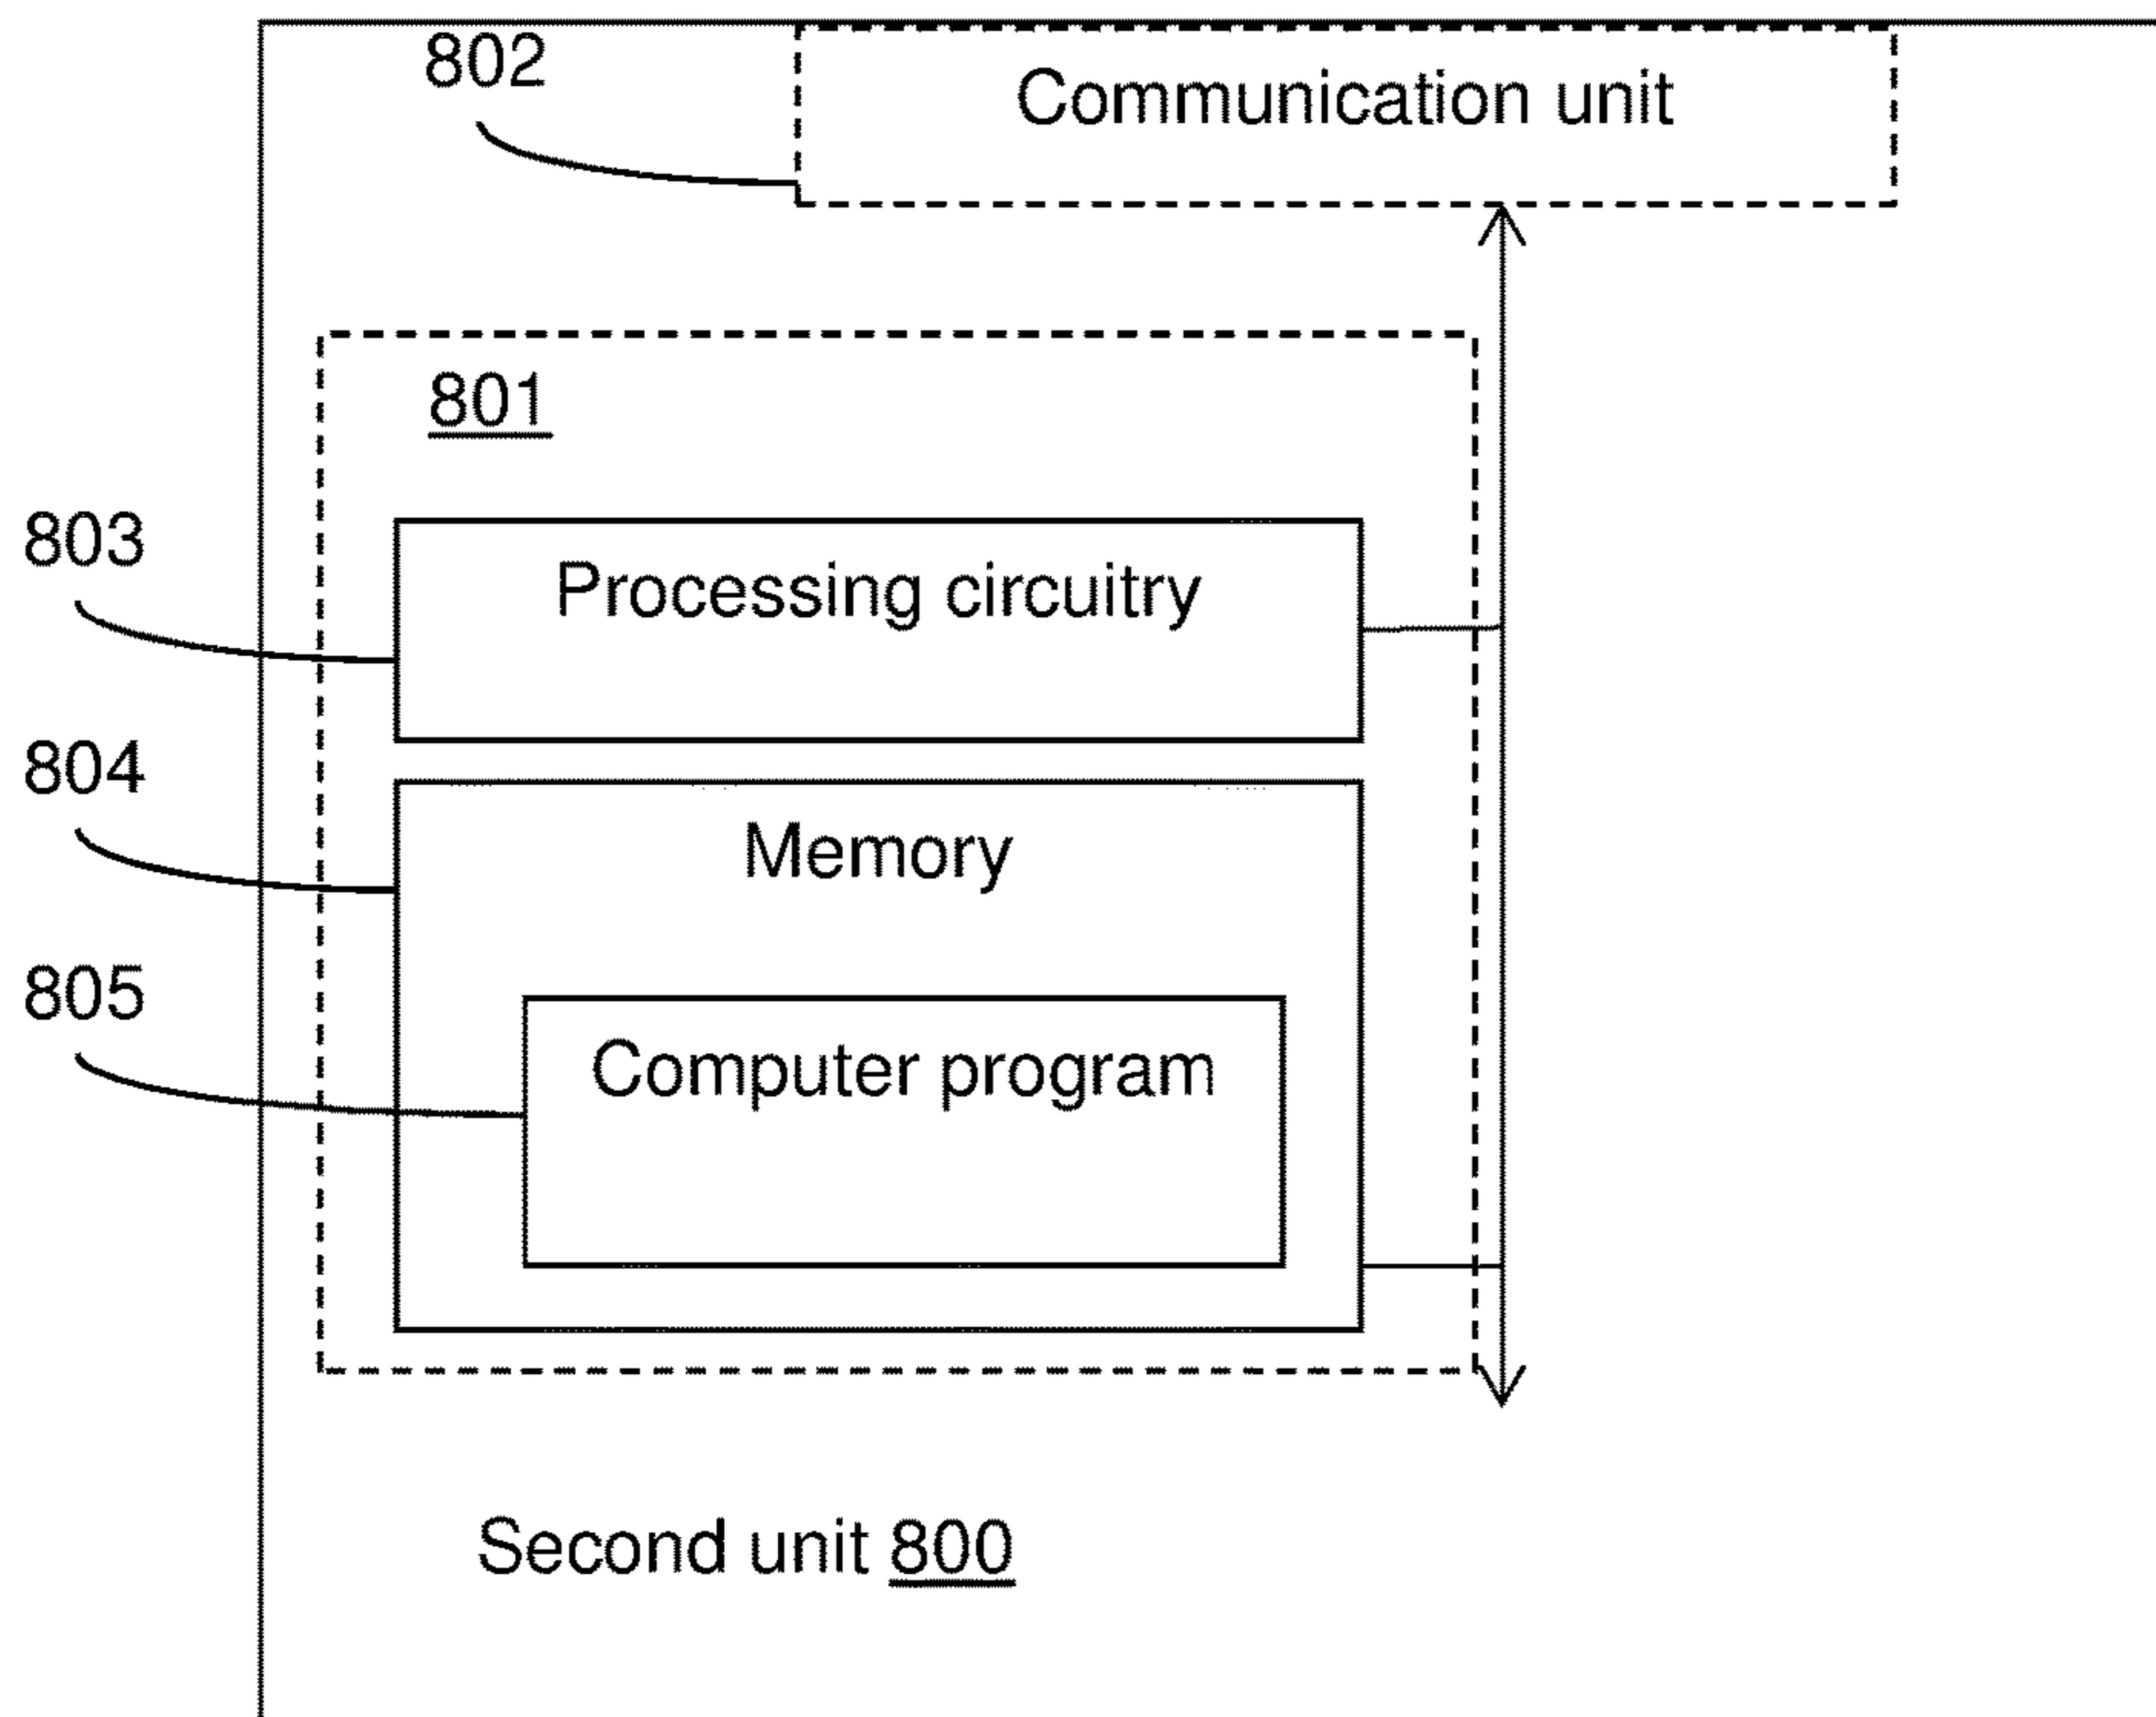 802
Communication unit
801
803
Processing circuitry
804
Memory
805
Computer program
Second unit 800